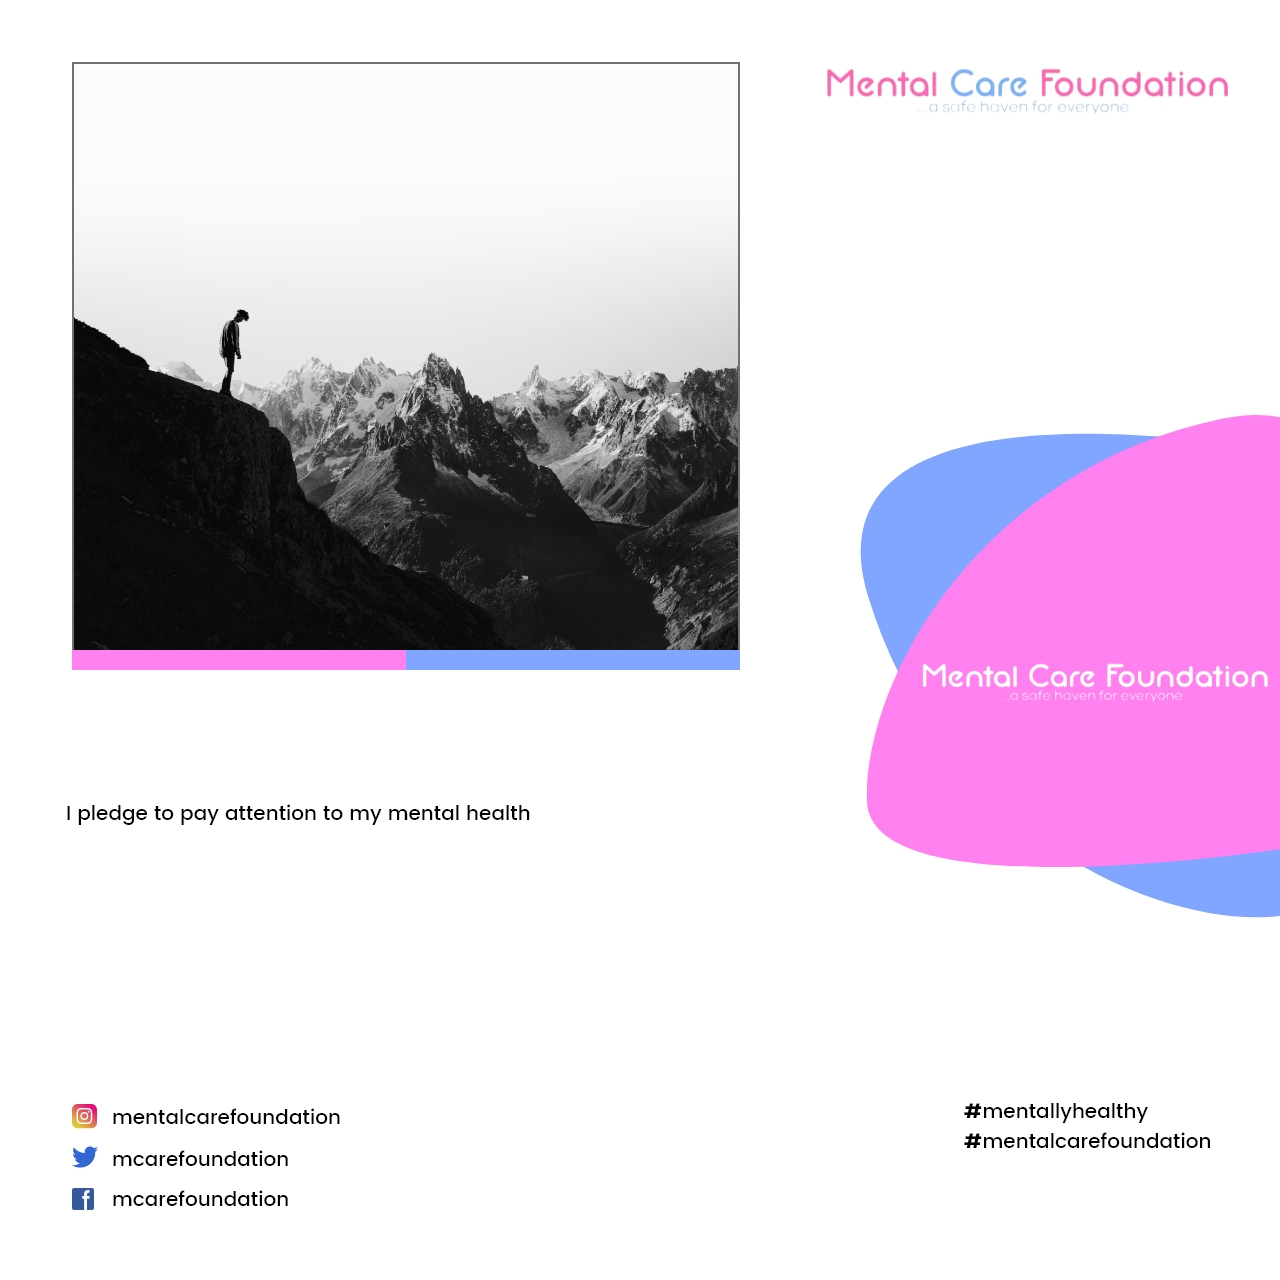 Mental Care Foundation
...a safe haven for everyone
Mental Care Foundation
...a safe haven for everyone
I pledge to pay attention to my mental health
mentalcarefoundation
mcarefoundation
mcarefoundation
#mentallyhealthy
#mentalcarefoundation